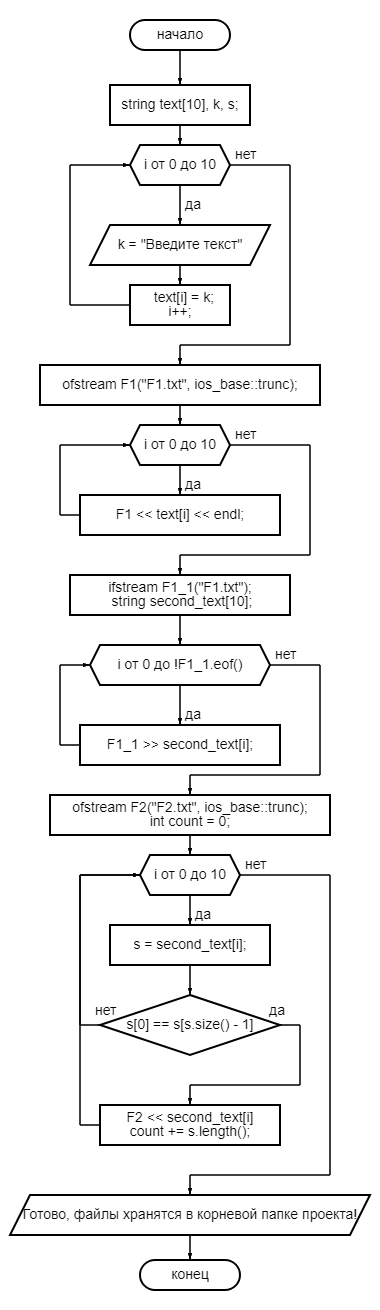 начало
string text[10], k, s;
i от 0 до 10
нет
да
k = "Введите текст"
text[i] = k;
i++;
ofstream F1("F1.txt", ios_base::trunc);
i от 0 до 10
нет
да
F1 << text[i] << endl;
ifstream F1_1("F1.txt");
string second_text[10];
i от 0 до !F1_1.eof()
нет
да
F1_1 >> second_text[i];
ofstream F2("F2.txt", ios_base::trunc);
int count = 0;
i от 0 до 10
нет
да
s = second_text[i];
нет
да
s[0] == s[s.size() - 1]
F2 << second_text[i]
count += s.length();
Готово, файлы хранятся в корневой папке проекта!
конец